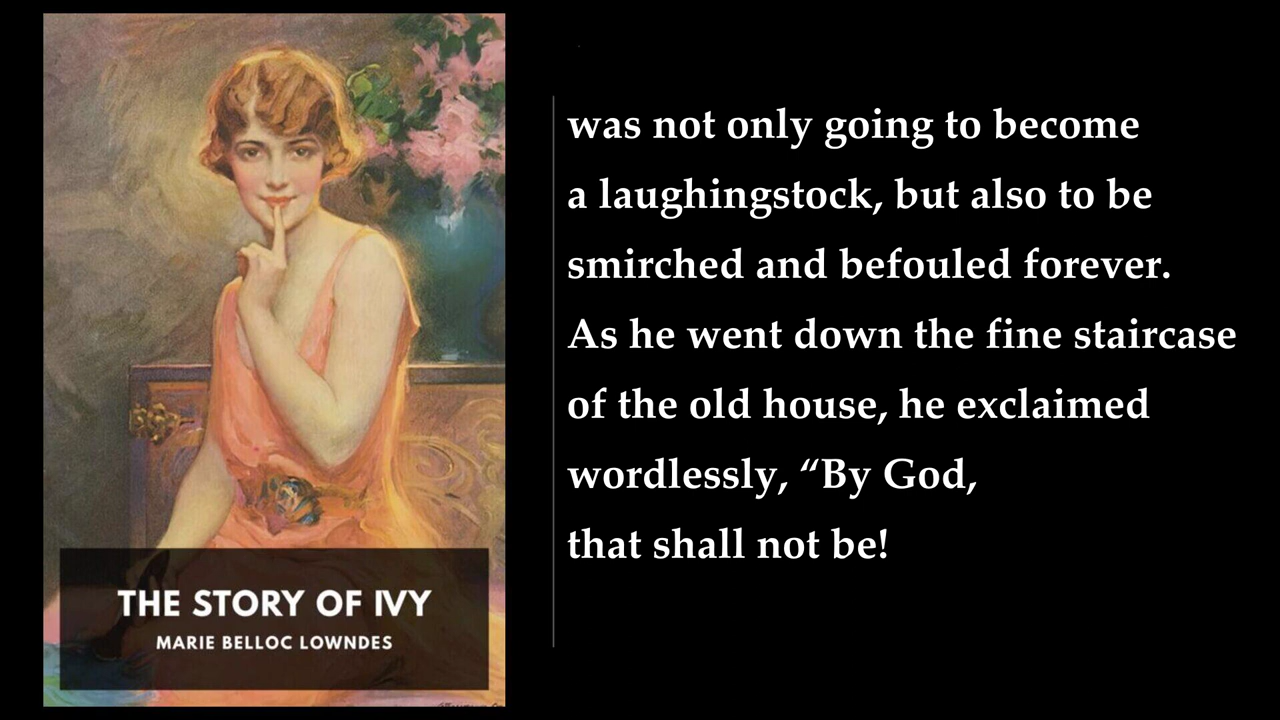 THE STORY OF IVY
MARIE BELLOC LOWNDES
was not only going to become
a laughingstock, but also to be
smirched and befouled forever.
As he went down the fine staircase
of the old house, he exclaimed
wordlessly, “By God,
that shall not be!